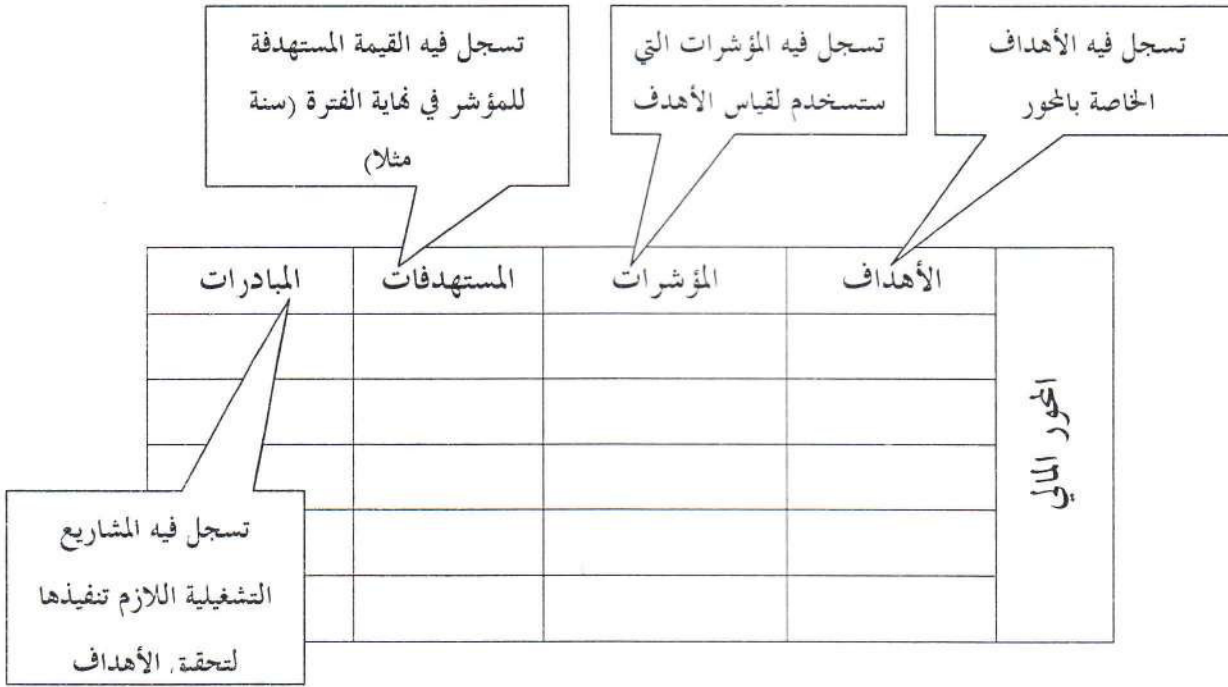 تسجل فيه الأهداف
الخاصة بالمحور
تسجل فيه المؤشرات التي
ستسخدم لقياس الأهدف
تسجل فيه القيمة المستهدفة
للمؤشر في نهاية الفترة (سنة
مثلا)
الأهداف
المؤشرات
المستهدفات
المبادرات
المحور المالي
تسجل فيه المشاريع
التشغيلية اللازم تنفيذها
لتحقيق الأهداف